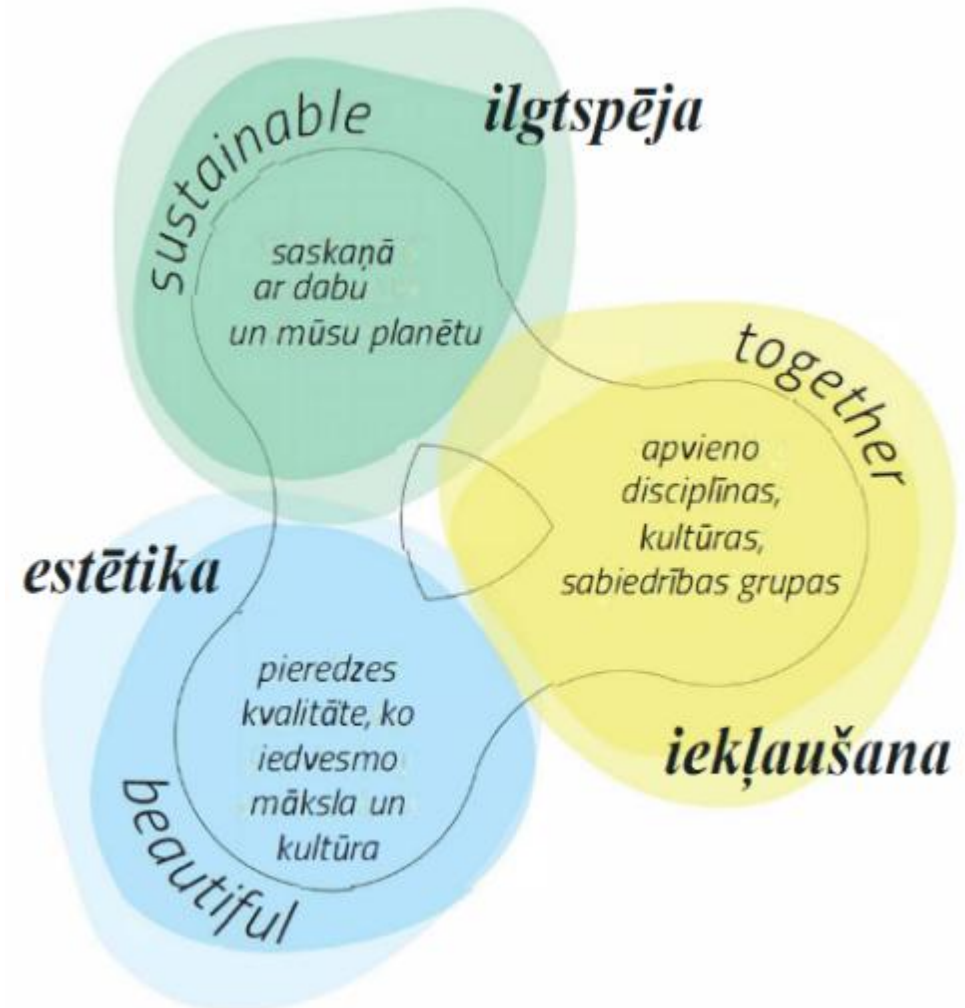 sustainable
ilgtspēja
saskaņā
ar dabu
un mūsu planētu
together
apvieno
disciplīnas,
kultūras,
sabiedrības grupas
iekļaušana
estētika
pieredzes
kvalitāte, ko
iedvesmo
māksla un
kultūra
beautiful